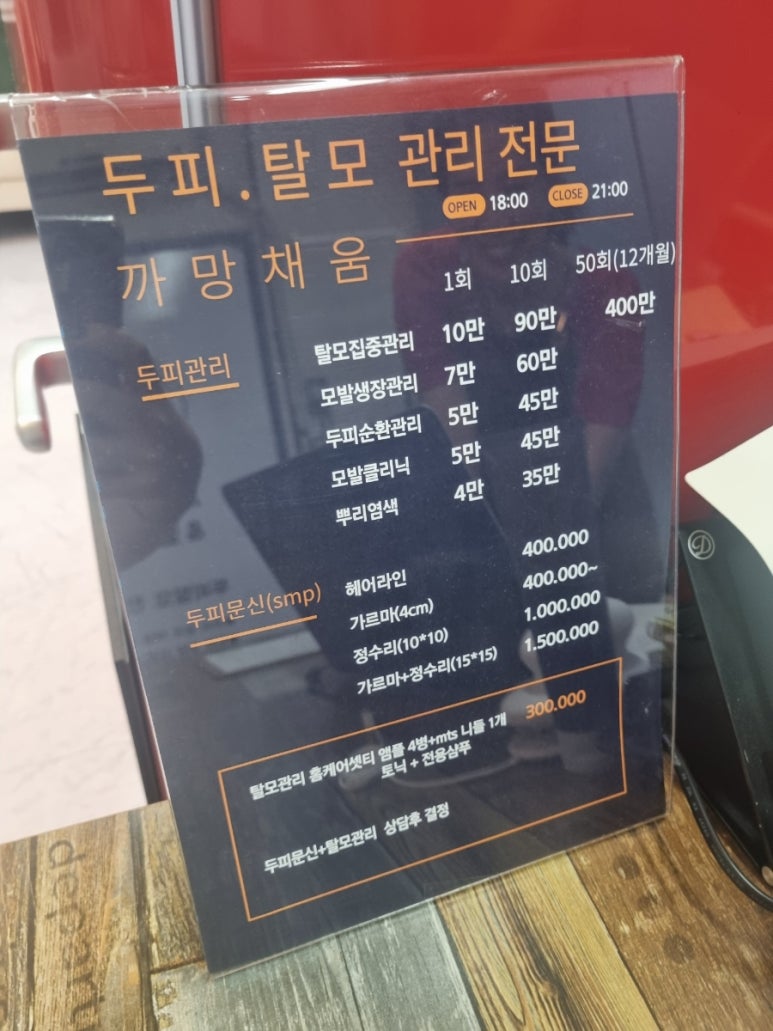 두피.탈모 관리 전문
OPEN 18:00 CLOSE 21:00
까망채움
1회 10회 50회(12개월)
두피관리
탈모집중관리 10만 90만 400만
모발생장관리 7만 60만
두피순환관리 5만 45만
모발클리닉 5만 45만
뿌리염색 4만 35만
두피문신(smp)
헤어라인 400.000
가르마(4cm) 400.000~
정수리(10*10) 1.000.000
가르마+정수리(15*15) 1.500.000
탈모관리 홈케어셋티 앰플 4병+mts 니들 1개 300.000
토닉 + 전용샴푸
두피문신+탈모관리 상담후 결정